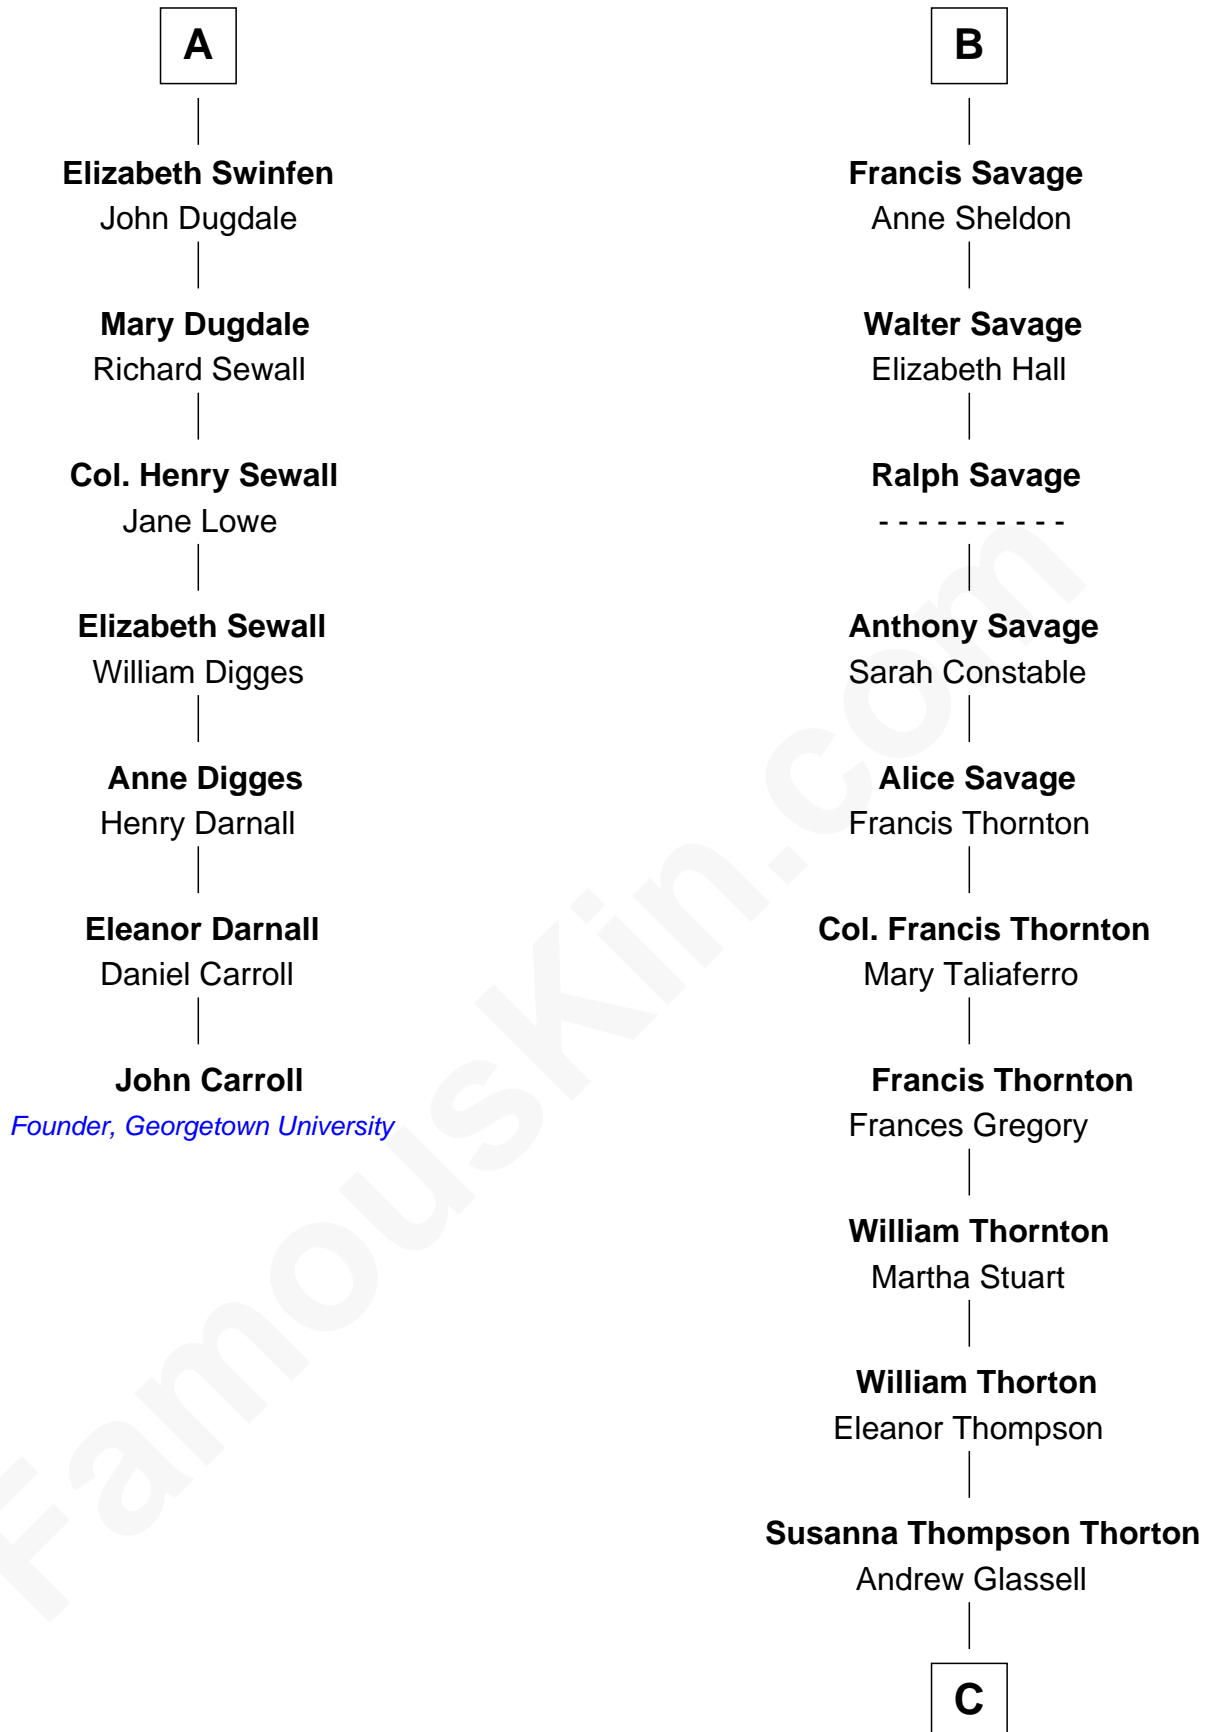 A
Elizabeth Swinfen
John Dugdale
Mary Dugdale
Richard Sewall
Col. Henry Sewall
Jane Lowe
Elizabeth Sewall
William Digges
Anne Digges
Henry Darnall
Eleanor Darnall
Daniel Carroll
John Carroll
Founder, Georgetown University
B
Francis Savage
Anne Sheldon
Walter Savage
Elizabeth Hall
Ralph Savage
- - - - - - - - - -
Anthony Savage
Sarah Constable
Alice Savage
Francis Thornton
Col. Francis Thornton
Mary Taliaferro
Francis Thornton
Frances Gregory
William Thornton
Martha Stuart
William Thorton
Eleanor Thompson
Susanna Thompson Thorton
Andrew Glassell
C
FamousKin.com